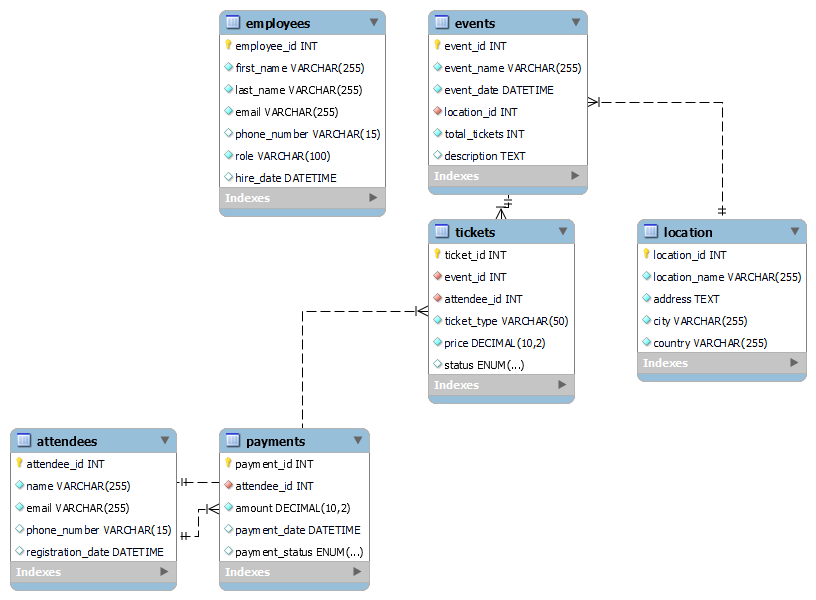 employees
employee_id INT
first_name VARCHAR(255)
last_name VARCHAR(255)
email VARCHAR(255)
phone_number VARCHAR(15)
role VARCHAR(100)
hire_date DATETIME
Indexes
events
event_id INT
event_name VARCHAR(255)
event_date DATETIME
location_id INT
total_tickets INT
description TEXT
Indexes
tickets
ticket_id INT
event_id INT
attendee_id INT
ticket_type VARCHAR(50)
price DECIMAL(10,2)
status ENUM(...)
Indexes
location
location_id INT
location_name VARCHAR(255)
address TEXT
city VARCHAR(255)
country VARCHAR(255)
Indexes
attendees
attendee_id INT
name VARCHAR(255)
email VARCHAR(255)
phone_number VARCHAR(15)
registration_date DATETIME
Indexes
payments
payment_id INT
attendee_id INT
amount DECIMAL(10,2)
payment_date DATETIME
payment_status ENUM(...)
Indexes